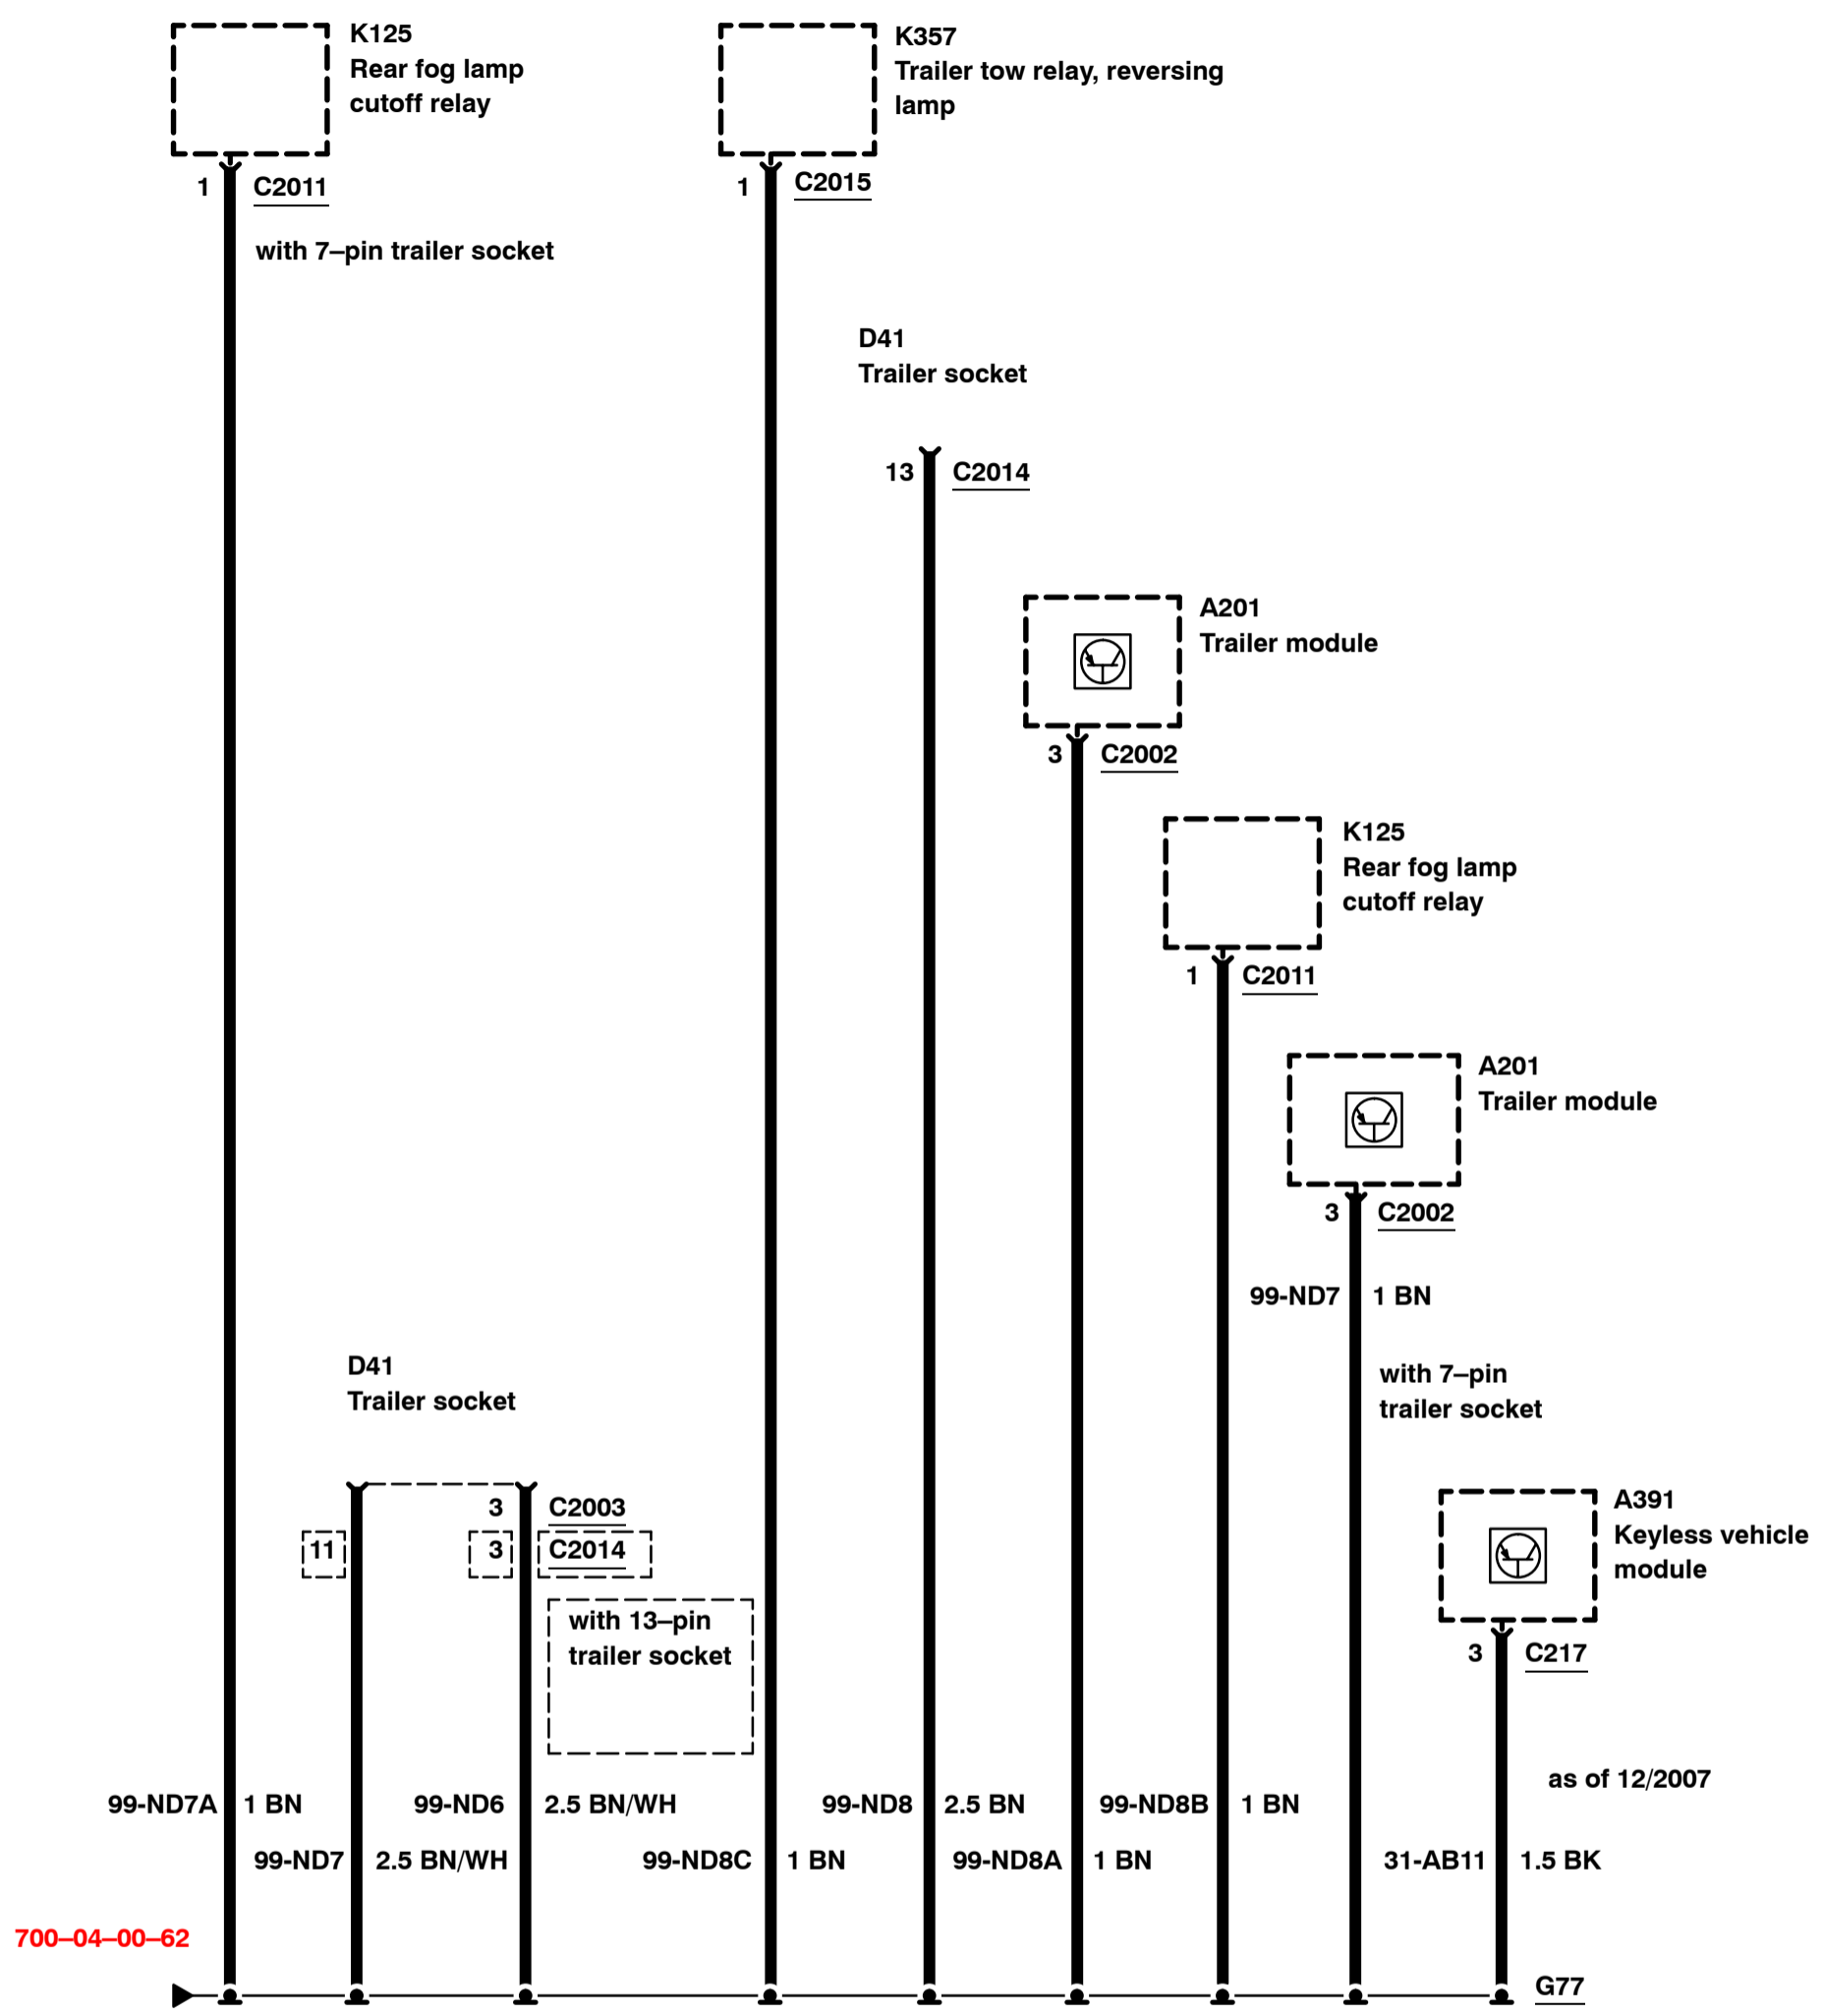 K125
Rear fog lamp
cutoff relay
1 C2011
with 7–pin trailer socket
K357
Trailer tow relay, reversing
lamp
1 C2015
D41
Trailer socket
13 C2014
A201
Trailer module
3 C2002
K125
Rear fog lamp
cutoff relay
1 C2011
A201
Trailer module
3 C2002
99-ND7 1 BN
with 7–pin
trailer socket
D41
Trailer socket
3 C2003
11 3 C2014
with 13–pin
trailer socket
A391
Keyless vehicle
module
3 C217
as of 12/2007
99-ND7A 1 BN 99-ND6 2.5 BN/WH 99-ND8 2.5 BN 99-ND8B 1 BN
99-ND7 2.5 BN/WH 99-ND8C 1 BN 99-ND8A 1 BN 31-AB11 1.5 BK
700–04–00–62
G77